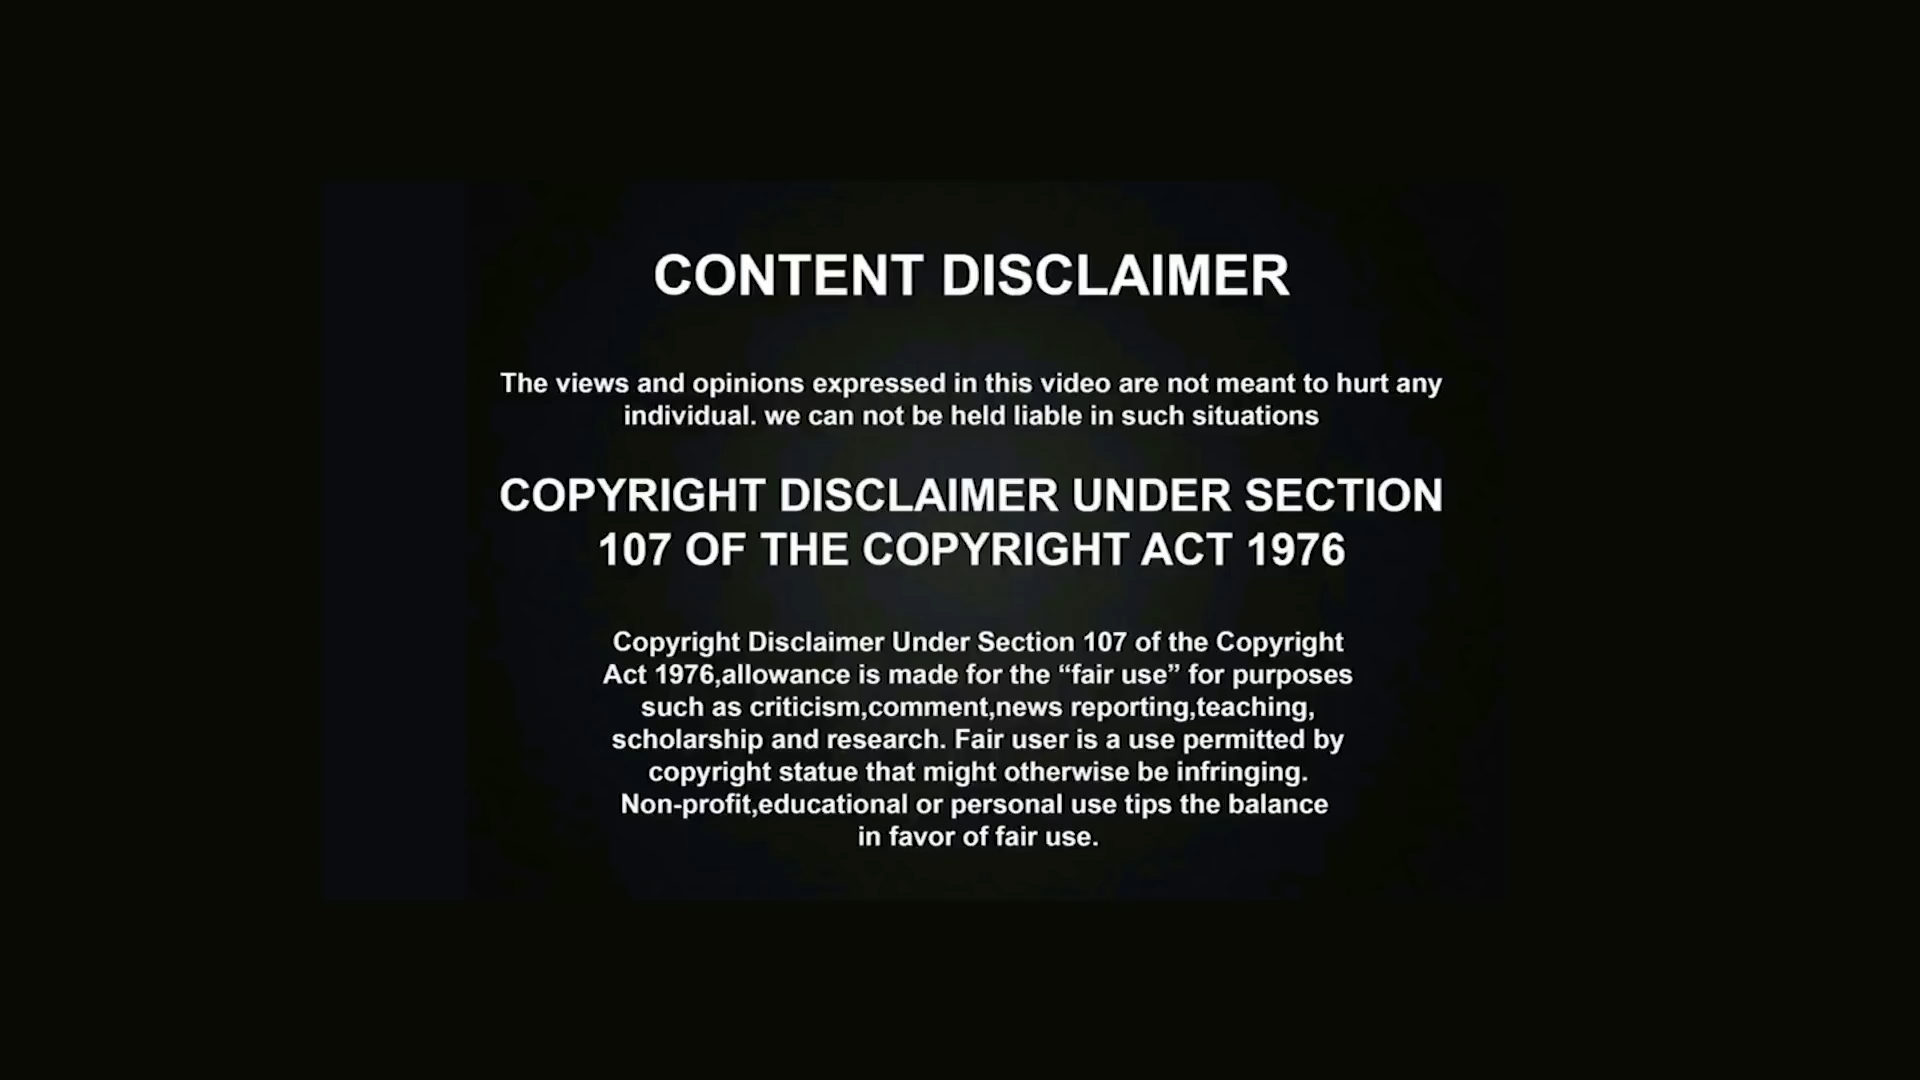 CONTENT DISCLAIMER
The views and opinions expressed in this video are not meant to hurt any
individual. we can not be held liable in such situations
COPYRIGHT DISCLAIMER UNDER SECTION
107 OF THE COPYRIGHT ACT 1976
Copyright Disclaimer Under Section 107 of the Copyright
Act 1976,allowance is made for the “fair use” for purposes
such as criticism,comment,news reporting,teaching,
scholarship and research. Fair user is a use permitted by
copyright statue that might otherwise be infringing.
Non-profit,educational or personal use tips the balance
in favor of fair use.